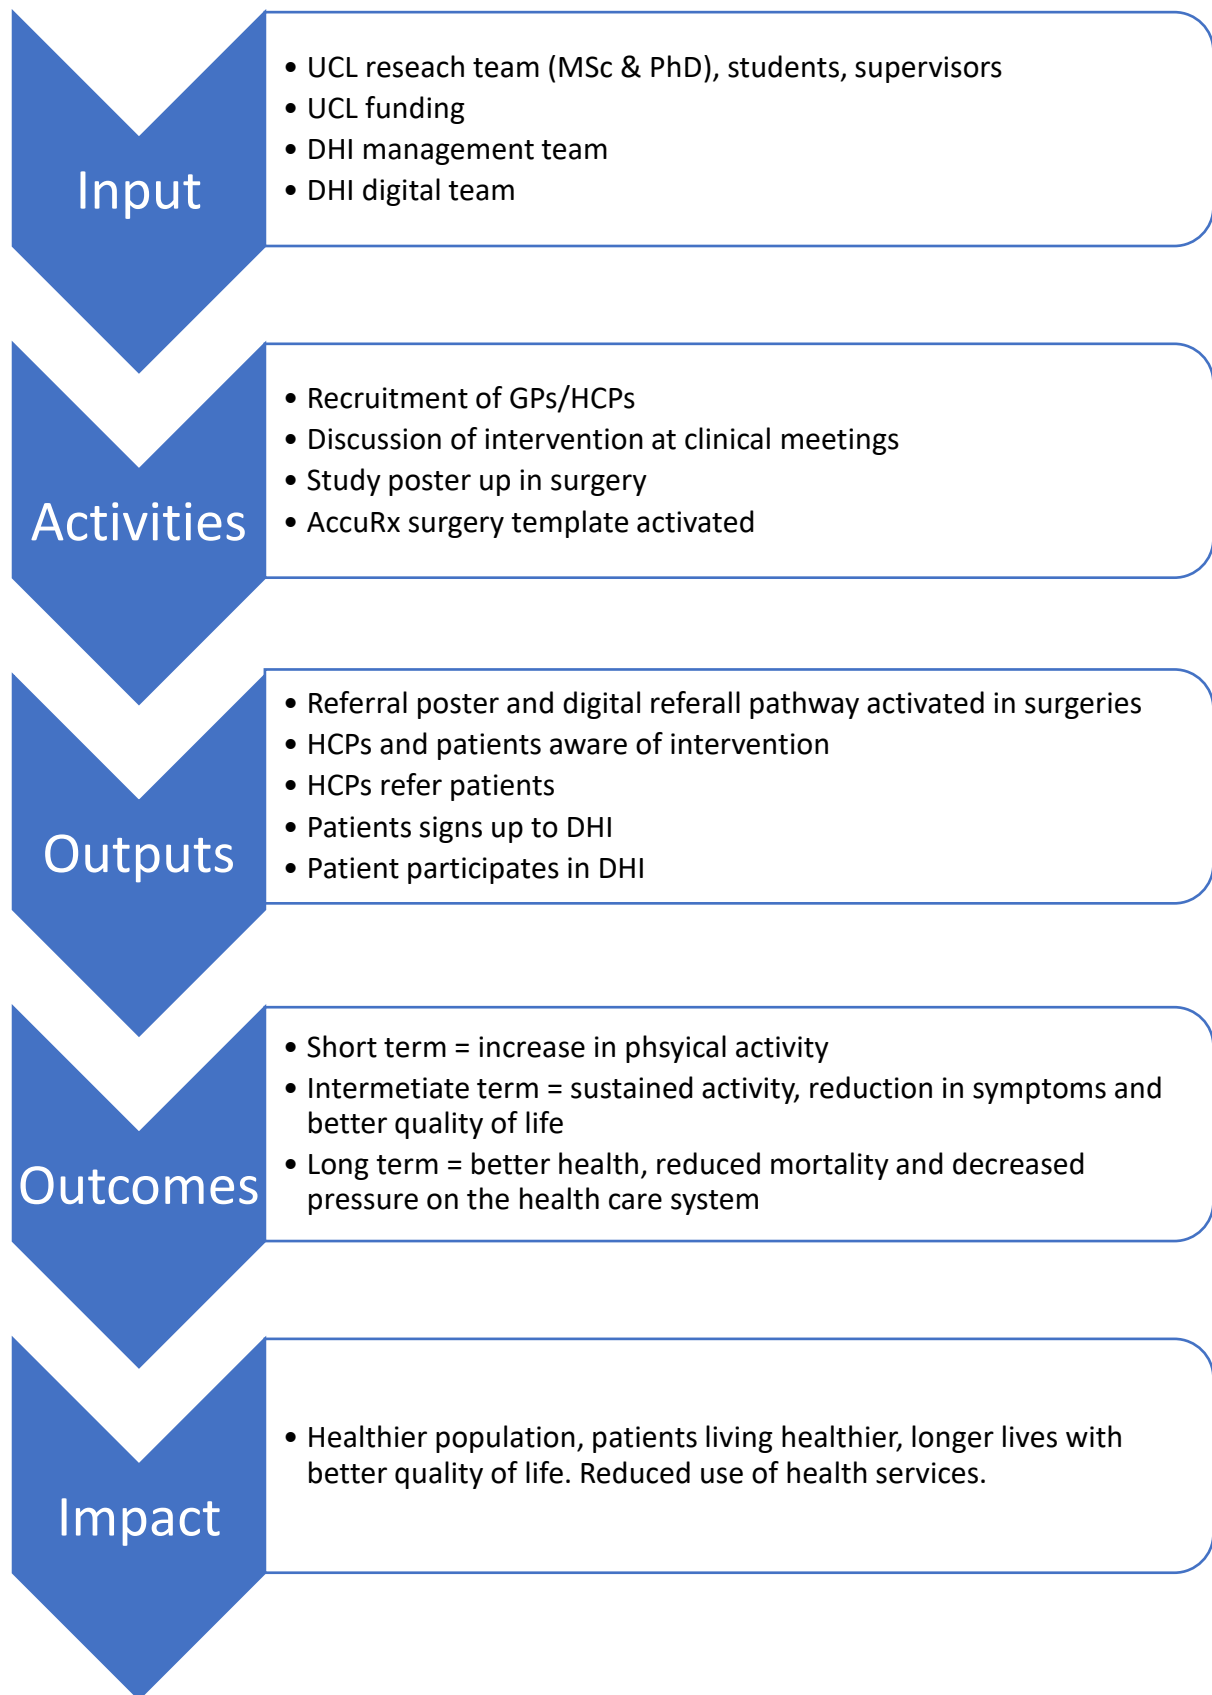 Input
• UCL reseach team (MSc & PhD), students, supervisors
• UCL funding
• DHI management team
• DHI digital team
Activities
• Recruitment of GPs/HCPs
• Discussion of intervention at clinical meetings
• Study poster up in surgery
• AccuRx surgery template activated
Outputs
• Referral poster and digital referall pathway activated in surgeries
• HCPs and patients aware of intervention
• HCPs refer patients
• Patients signs up to DHI
• Patient participates in DHI
Outcomes
• Short term = increase in phsyical activity
• Intermetiate term = sustained activity, reduction in symptoms and
better quality of life
• Long term = better health, reduced mortality and decreased
pressure on the health care system
Impact
• Healthier population, patients living healthier, longer lives with
better quality of life. Reduced use of health services.